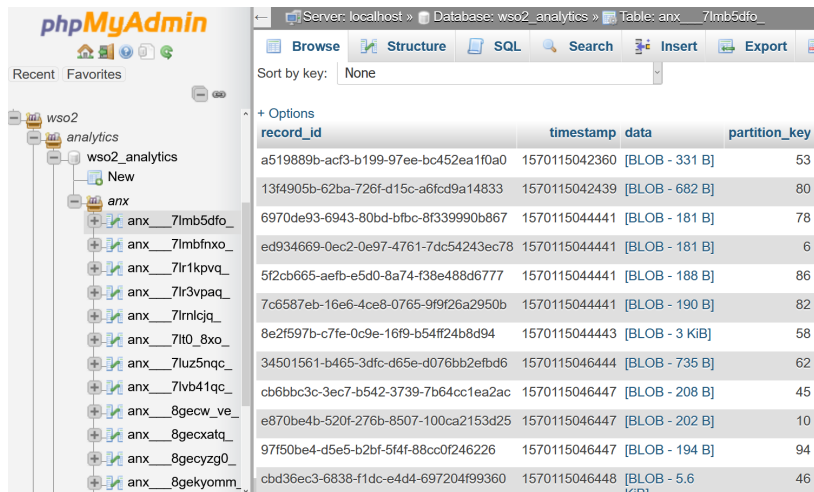 phpMyAdmin
Recent Favorites
wso2
analytics
wso2_analytics
New
anx
anx___7lmb5dfo_
anx___7lmbfnxo_
anx___7lr1kpvq_
anx___7lr3vpaq_
anx___7lrnlcjq_
anx___7lt0_8xo_
anx___7luz5nqc_
anx___7lvb41qc_
anx___8gecw_ve_
anx___8gecxatq_
anx___8gecyzg0_
anx___8gekyomm_
← Server: localhost » Database: wso2_analytics » Table: anx___7lmb5dfo_
Browse Structure SQL Search Insert Export
Sort by key: None
+ Options
record_id timestamp data partition_key
a519889b-acf3-b199-97ee-bc452ea1f0a0 1570115042360 [BLOB - 331 B] 53
13f4905b-62ba-726f-d15c-a6fcd9a14833 1570115042439 [BLOB - 682 B] 80
6970de93-6943-80bd-bfbc-8f339990b867 1570115044441 [BLOB - 181 B] 78
ed934669-0ec2-0e97-4761-7dc54243ec78 1570115044441 [BLOB - 181 B] 6
5f2cb665-aefb-e5d0-8a74-f38e488d6777 1570115044441 [BLOB - 188 B] 86
7c6587eb-16e6-4ce8-0765-9f9f26a2950b 1570115044441 [BLOB - 190 B] 82
8e2f597b-c7fe-0c9e-16f9-b54ff24b8d94 1570115044443 [BLOB - 3 KiB] 58
34501561-b465-3dfc-d65e-d076bb2efbd6 1570115046444 [BLOB - 735 B] 62
cb6bbc3c-3ec7-b542-3739-7b64cc1ea2ac 1570115046447 [BLOB - 208 B] 45
e870be4b-520f-276b-8507-100ca2153d25 1570115046447 [BLOB - 202 B] 10
97f50be4-d5e5-b2bf-5f4f-88cc0f246226 1570115046447 [BLOB - 194 B] 94
cbd36ec3-6838-f1dc-e4d4-697204f99360 1570115046448 [BLOB - 5.6 46
KiB]